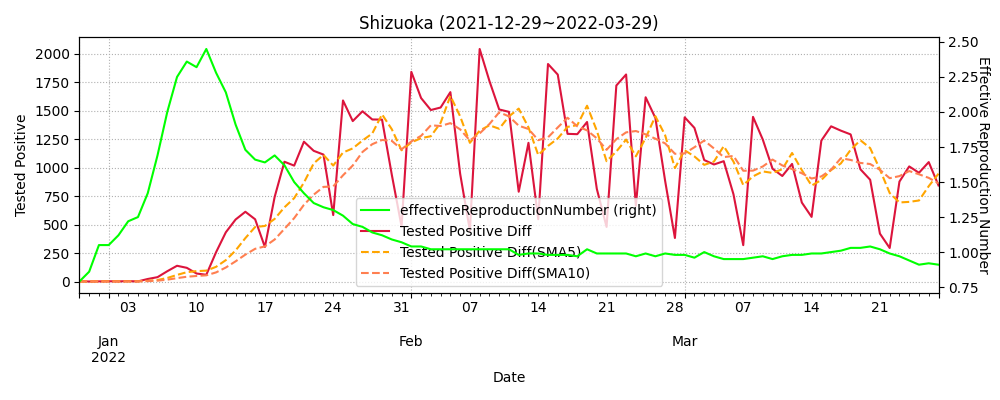 Shizuoka (2021-12-29~2022-03-29)
Tested Positive
2000
1750
1500
1250
1000
750
500
250
0
2.50
2.25
2.00
1.75
1.50
1.25
1.00
0.75
Effective Reproduction Number
effectiveReproductionNumber (right)
Tested Positive Diff
Tested Positive Diff(SMA5)
Tested Positive Diff(SMA10)
03 10 17 24 31 07 14 21 28 07 14 21
Jan Feb Mar
2022
Date